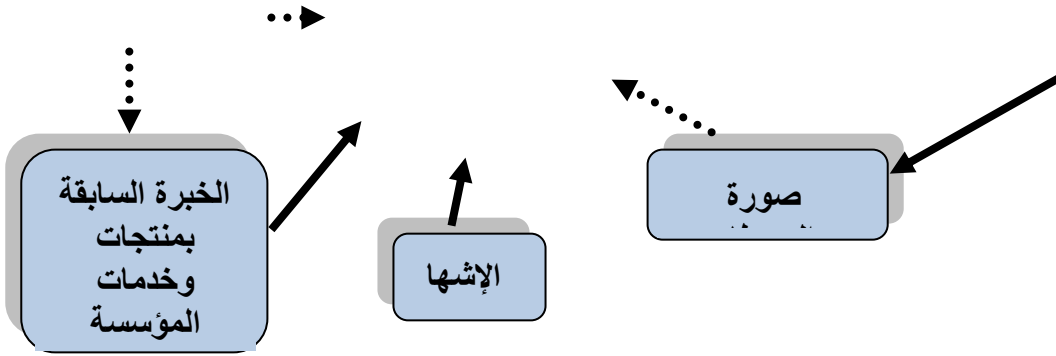 الخبرة السابقة
بمنتجات
وخدمات
المؤسسة
الإشها
صورة